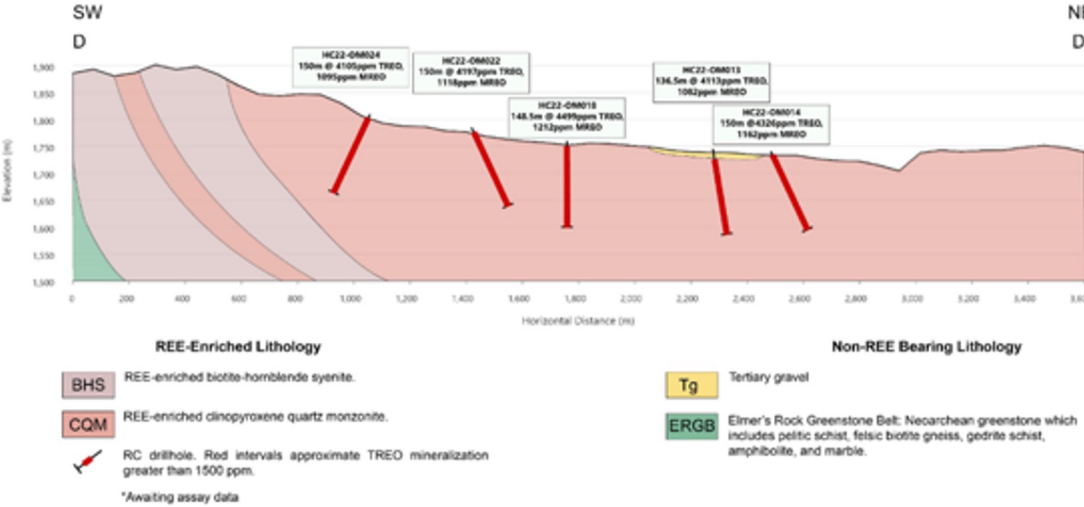 SW
NE
D
D
HC22-OM024
150m @ 4105ppm TREO,
1095ppm MREO
HC22-OM022
150m @ 4197ppm TREO,
1118ppm MREO
HC22-OM018
148.5m @ 4499ppm TREO,
1212ppm MREO
HC22-OM013
136.5m @ 4113ppm TREO,
1082ppm MREO
HC22-OM014
150m @4326ppm TREO,
1162ppm MREO
Elevation (m)
1,900
1,850
1,800
1,750
1,700
1,650
1,600
1,550
1,500
0 200 400 600 800 1,000 1,200 1,400 1,600 1,800 2,000 2,200 2,400 2,600 2,800 3,000 3,200 3,400
Horizontal Distance (m)
REE-Enriched Lithology
BHS REE-enriched biotite-hornblende syenite.
CQM REE-enriched clinopyroxene quartz monzonite.
RC drillhole. Red intervals approximate TREO mineralization
greater than 1500 ppm.
*Awaiting assay data
Non-REE Bearing Lithology
Tg Tertiary gravel
ERGB Elmer's Rock Greenstone Belt: Neoarchean greenstone which
includes pelitic schist, felsic biotite gneiss, gedrite schist,
amphibolite, and marble.